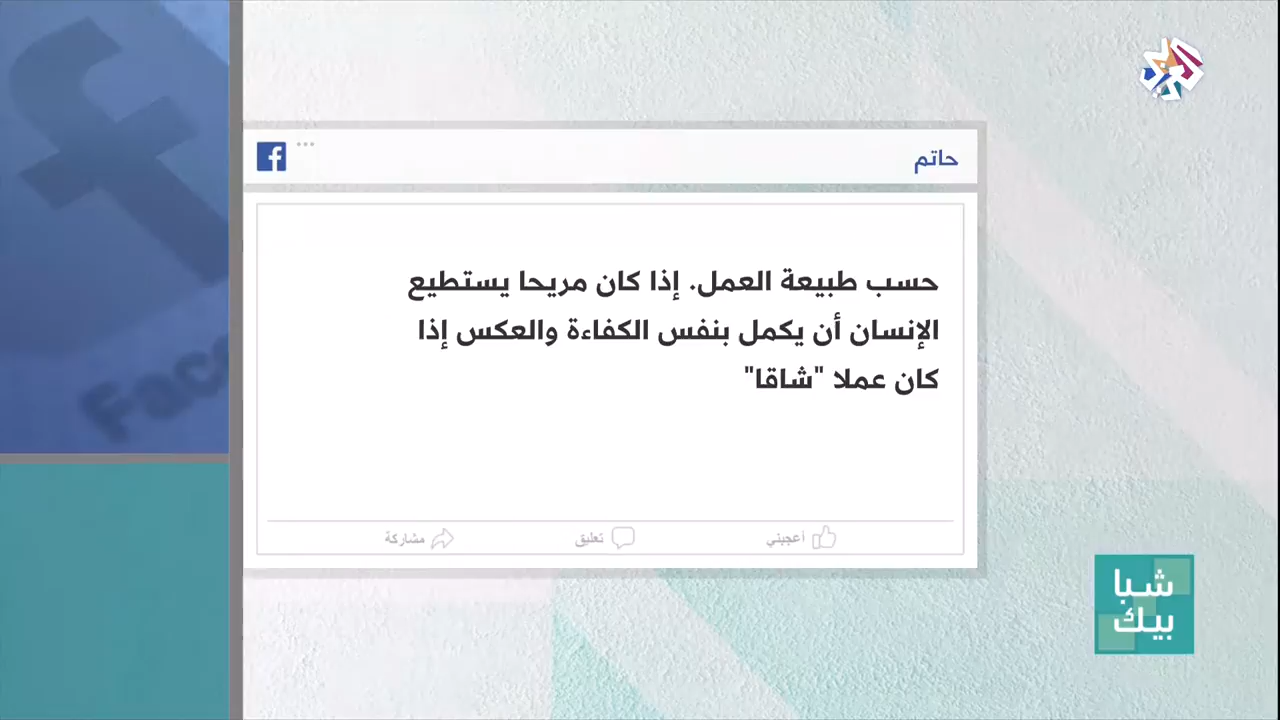 حاتم
حسب طبيعة العمل. إذا كان مريحا يستطيع
الإنسان أن يكمل بنفس الكفاءة والعكس إذا
كان عملا "شاقا"
أعجبني
تعليق
مشاركة
شبا
بيك